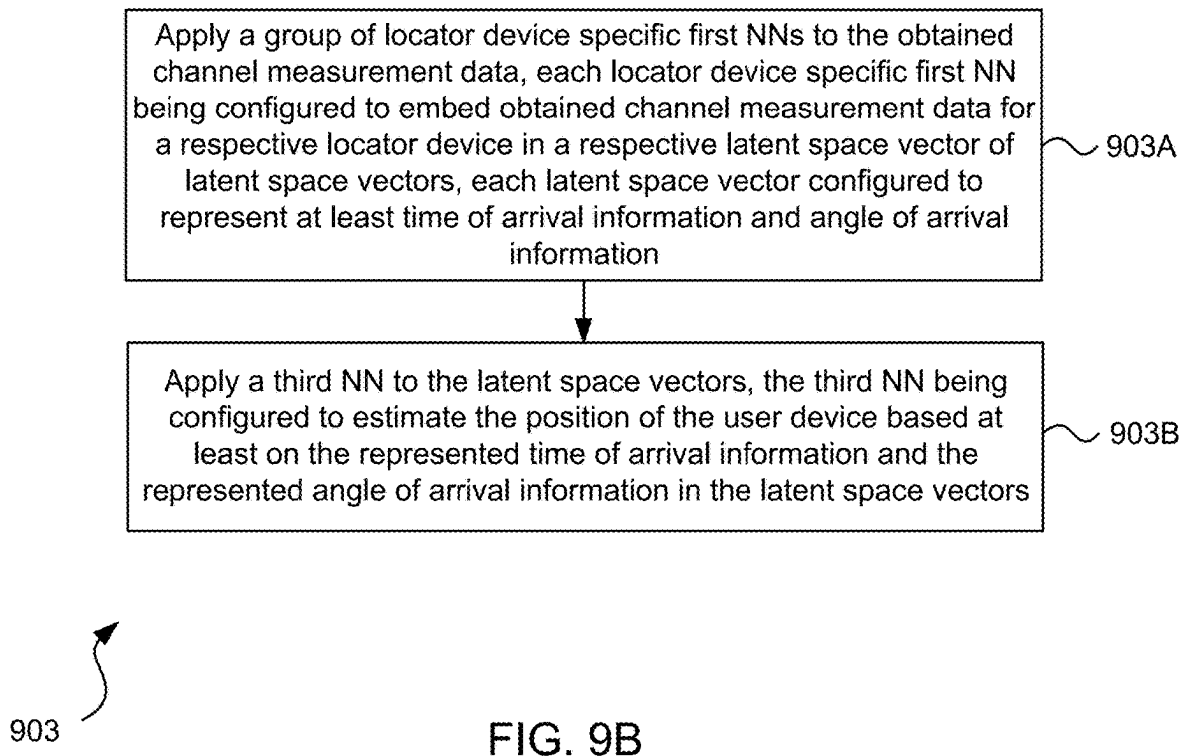 Apply a group of locator device specific first NNs to the obtained
channel measurement data, each locator device specific first NN
being configured to embed obtained channel measurement data for
a respective locator device in a respective latent space vector of
latent space vectors, each latent space vector configured to
represent at least time of arrival information and angle of arrival
information
903A
Apply a third NN to the latent space vectors, the third NN being
configured to estimate the position of the user device based at
least on the represented time of arrival information and the
represented angle of arrival information in the latent space vectors
903B
903
FIG. 9B